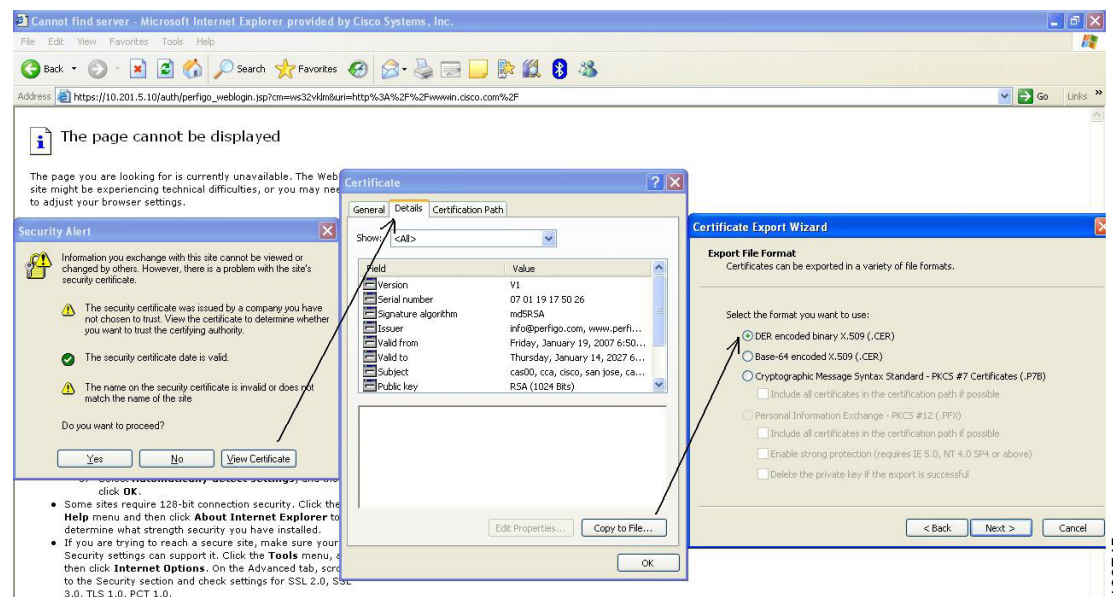 Cannot find server - Microsoft Internet Explorer provided by Cisco Systems, Inc.
File Edit View Favorites Tools Help
Back Search Favorites
Address https://10.201.5.10/auth/perfigo_weblogin.jsp?cm=ws32vklm&uri=http%3A%2F%2Fwwwin.cisco.com%2F Go Links »
The page cannot be displayed
The page you are looking for is currently unavailable. The Web
site might be experiencing technical difficulties, or you may nee
to adjust your browser settings.
Security Alert
Information you exchange with this site cannot be viewed or
changed by others. However, there is a problem with the site's
security certificate.
The security certificate was issued by a company you have
not chosen to trust. View the certificate to determine whether
you want to trust the certifying authority.
The security certificate date is valid.
The name on the security certificate is invalid or does not
match the name of the site
Do you want to proceed?
Yes No View Certificate
click OK.
Some sites require 128-bit connection security. Click the
Help menu and then click About Internet Explorer to
determine what strength security you have installed.
If you are trying to reach a secure site, make sure your
Security settings can support it. Click the Tools menu, a
then click Internet Options. On the Advanced tab, scro
to the Security section and check settings for SSL 2.0, SSL
3.0, TLS 1.0, PCT 1.0.
Certificate
General Details Certification Path
Show: <All>
Field Value
Version V1
Serial number 07 01 19 17 50 26
Signature algorithm md5RSA
Issuer info@perfigo.com, www.perfi...
Valid from Friday, January 19, 2007 6:50...
Valid to Thursday, January 14, 2027 6...
Subject cas00, cca, cisco, san jose, ca...
Public key RSA (1024 Bits)
Edit Properties... Copy to File...
OK
Certificate Export Wizard
Export File Format
Certificates can be exported in a variety of file formats.
Select the format you want to use:
DER encoded binary X.509 (.CER)
Base-64 encoded X.509 (.CER)
Cryptographic Message Syntax Standard - PKCS #7 Certificates (.P7B)
Include all certificates in the certification path if possible
Personal Information Exchange - PKCS #12 (.PFX)
Include all certificates in the certification path if possible
Enable strong protection (requires IE 5.0, NT 4.0 SP4 or above)
Delete the private key if the export is successful
< Back Next > Cancel